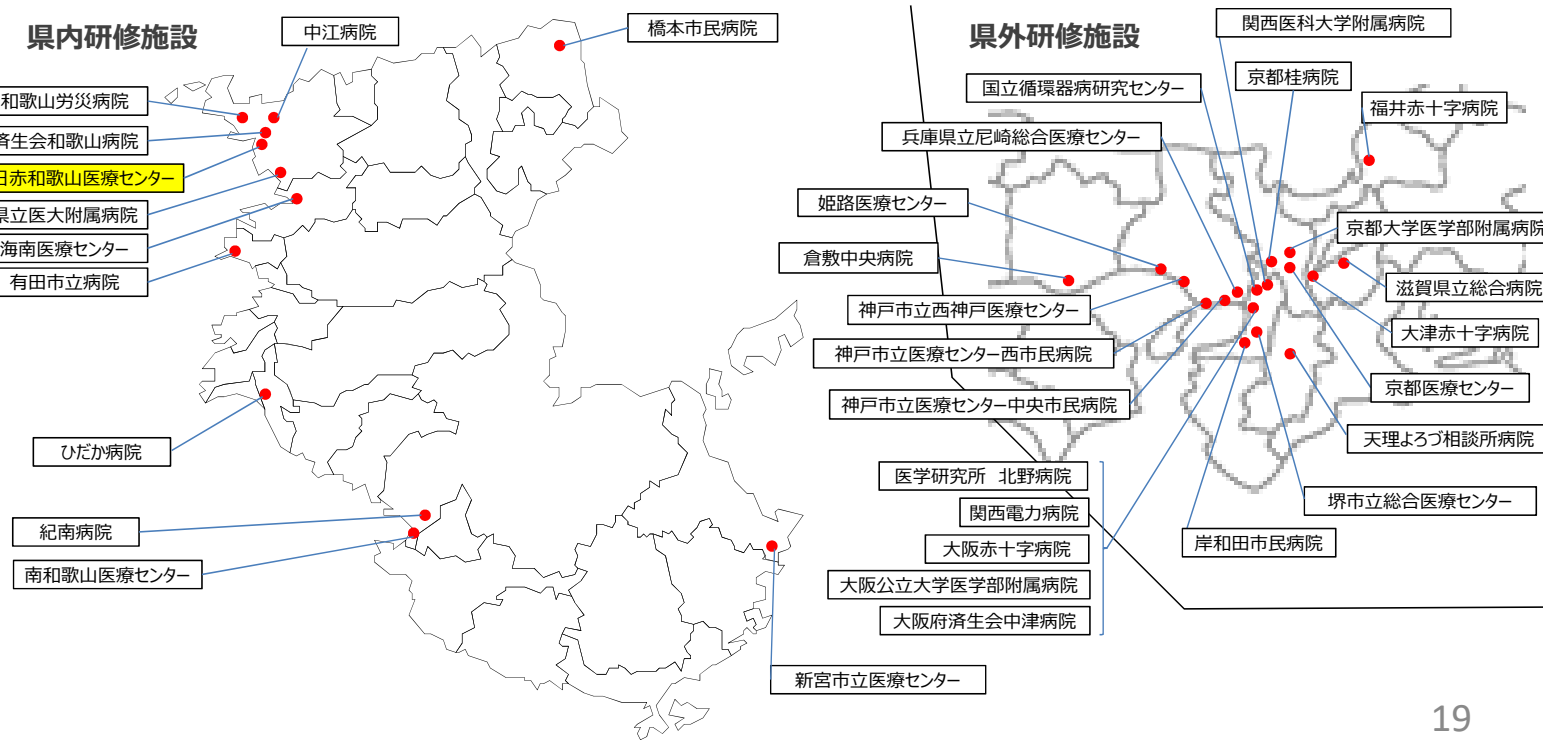 県内研修施設
中江病院
橋本市民病院
和歌山労災病院
済生会和歌山病院
日赤和歌山医療センター
県立医大附属病院
海南医療センター
有田市立病院
ひだか病院
紀南病院
南和歌山医療センター
新宮市立医療センター
県外研修施設
関西医科大学附属病院
京都桂病院
国立循環器病研究センター
福井赤十字病院
兵庫県立尼崎総合医療センター
姫路医療センター
京都大学医学部附属病院
倉敷中央病院
滋賀県立総合病院
神戸市立西神戸医療センター
大津赤十字病院
神戸市立医療センター西市民病院
京都医療センター
神戸市立医療センター中央市民病院
天理よろづ相談所病院
医学研究所 北野病院
堺市立総合医療センター
関西電力病院
岸和田市民病院
大阪赤十字病院
大阪公立大学医学部附属病院
大阪府済生会中津病院
19